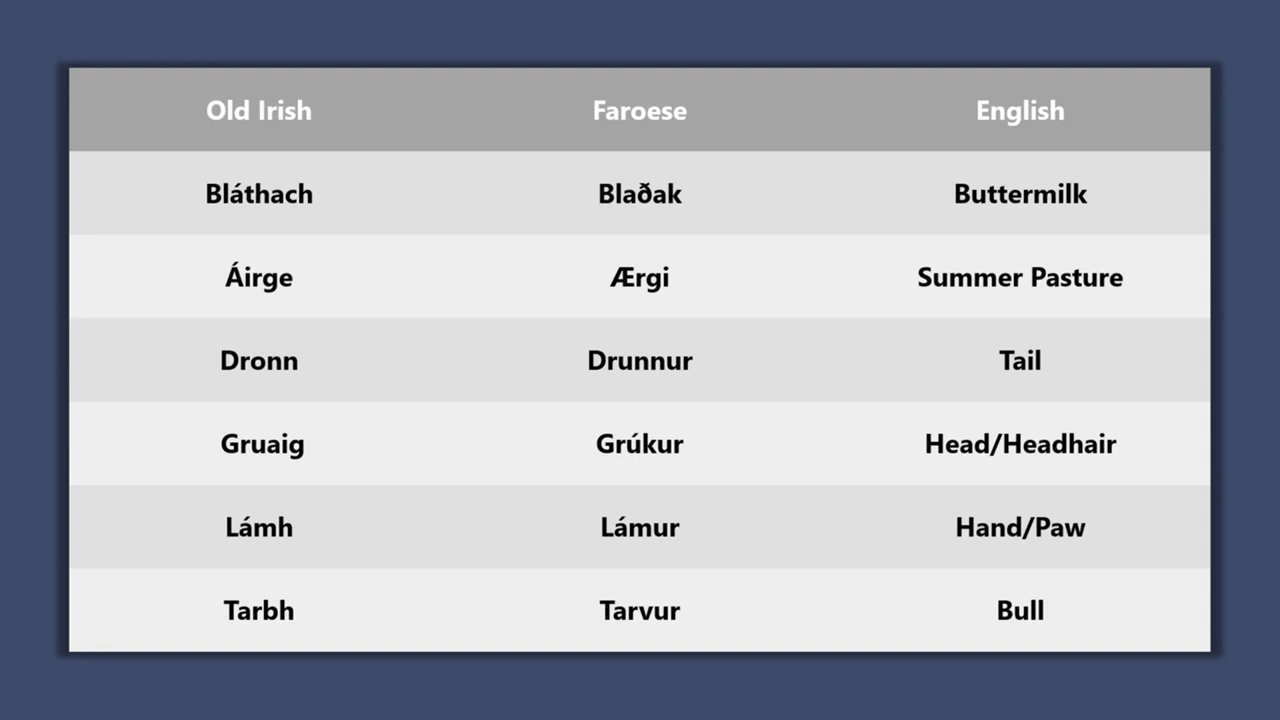 Old Irish Faroese English
Bláthach Blaðak Buttermilk
Áirge Ærgi Summer Pasture
Dronn Drunnur Tail
Gruaig Grúkur Head/Headhair
Lámh Lámur Hand/Paw
Tarbh Tarvur Bull